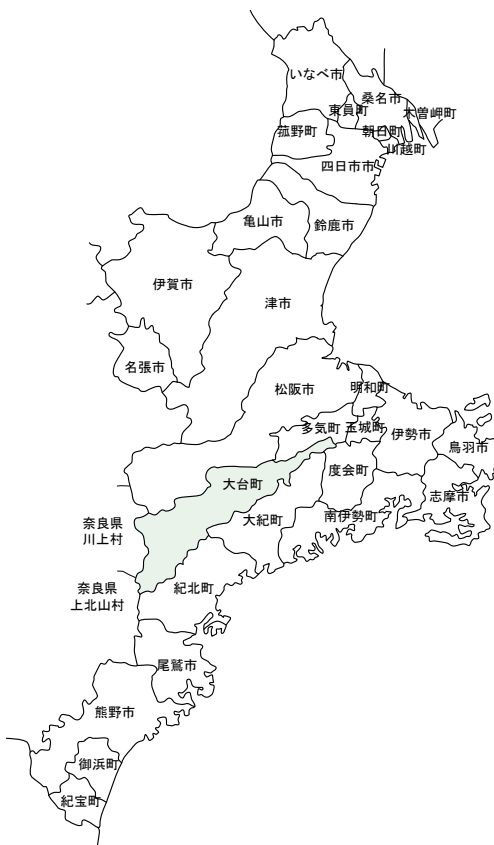 いなべ市
桑名市
東員町
木曽岬町
菰野町
朝日町
川越町
四日市市
亀山市
鈴鹿市
伊賀市
津市
名張市
松阪市
明和町
多気町
玉城町
伊勢市
鳥羽市
大台町
度会町
志摩市
奈良県
川上村
大紀町
南伊勢町
奈良県
上北山村
紀北町
尾鷲市
熊野市
御浜町
紀宝町